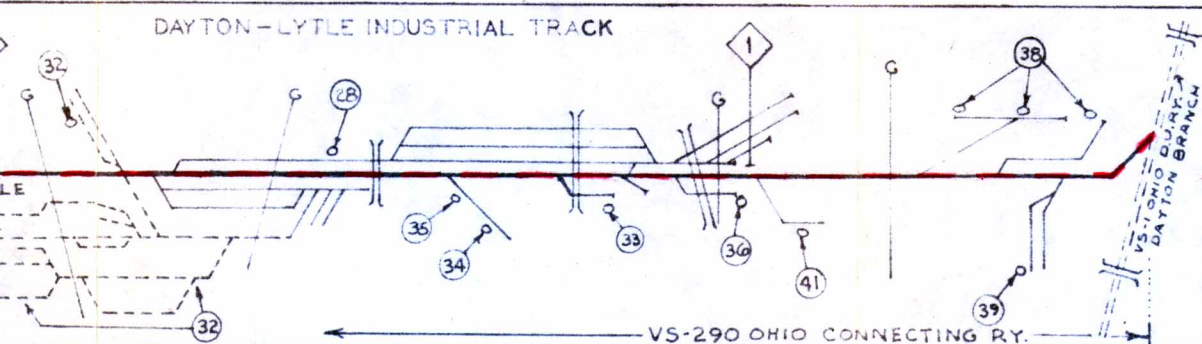 DAYTON-LYTLE INDUSTRIAL TRACK
32
G
G
28
G
1
G
38
LE
35
34
33
36
41
39
32
VS-1 OHIO D.U.RY.
DAYTON BRANCH
VS-290 OHIO CONNECTING RY.